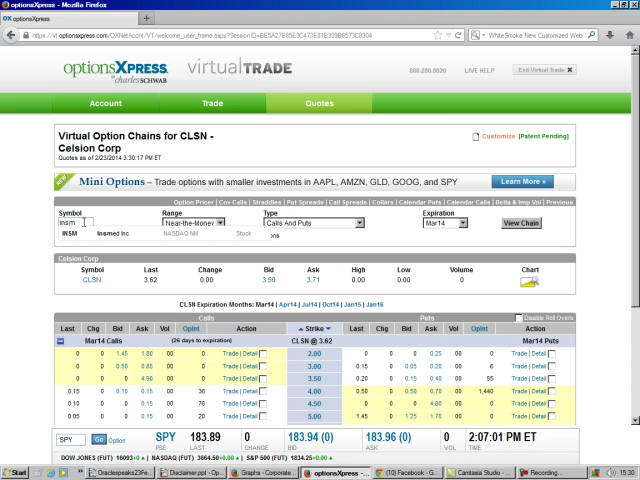 optionsXpress - Mozilla Firefox
OX optionsXpress
https://vt.optionsxpress.com/OXNetAccnt/VT/welcome_user_frame.aspx?SessionID=BE5A27E85E3C473E81B309B6573C8304
WhiteSmoke New Customized Web S
optionsXPRESS
by charles SCHWAB
virtualTRADE
888.280.8020 LIVE HELP Exit Virtual Trade
Account Trade Quotes
Virtual Option Chains for CLSN -
Celsion Corp
Quotes as of 2/23/2014 3:30:17 PM ET
Customize [Patent Pending]
NEW Mini Options – Trade options with smaller investments in AAPL, AMZN, GLD, GOOG, and SPY Learn More »
Option Pricer | Cov Calls | Straddles | Put Spreads | Call Spreads | Collars | Calendar Puts | Calendar Calls | Delta & Imp Vol | Previous
Symbol Range Type Expiration
insm Near-the-Money Calls And Puts Mar14 View Chain
INSM Insmed Inc NASDAQ NM Stock ons
Celsion Corp
Symbol Last Change Bid Ask High Low Volume Chart
CLSN 3.62 0.00 3.50 3.71 0.00 0.00 0
CLSN Expiration Months: Mar14 | Apr14 | Jul14 | Oct14 | Jan15 | Jan16
Calls Puts Disable Roll Overs
Last Chg Bid Ask Vol OpInt Action Strike Last Chg Bid Ask Vol OpInt Action
Mar14 Calls (26 days to expiration) CLSN @ 3.62 Mar14 Puts
0 0 1.45 1.80 00 0 Trade | Detail 2.00 0 0 0 0.25 00 0 Trade | Detail
0 0 0.50 0.85 00 0 Trade | Detail 3.00 0.15 0 0.05 0.20 00 6 Trade | Detail
0 0 0 4.90 00 0 Trade | Detail 3.50 0.20 0 0.15 0.40 00 55 Trade | Detail
0.15 0 0.10 0.15 00 36 Trade | Detail 4.00 0.50 0 0.50 0.70 00 1,440 Trade | Detail
0.10 0 0.05 0.15 00 76 Trade | Detail 4.50 0 0 0 4.80 00 0 Trade | Detail
0.05 0 0 0.15 00 20 Trade | Detail 5.00 1.45 0 1.25 1.70 00 0 Trade | Detail
SPY Go Option SPY 183.89 0 183.94 (0) 183.96 (0) 0 2:07:01 PM ET
PSE LAST CHANGE BID ASK VOL TIME
DOW JONES (FUT) 16093+0 | NASDAQ (FUT) 3664.50+0.00 | S&P 500 (FUT) 1834.25+0.00
Start Oraclespeaks23Fe... Disclaimer.ppt - Op... Graphs - Corporate... optionsXpress -... (10) Facebook - G... Camtasia Studio - ... Recording... 15:30